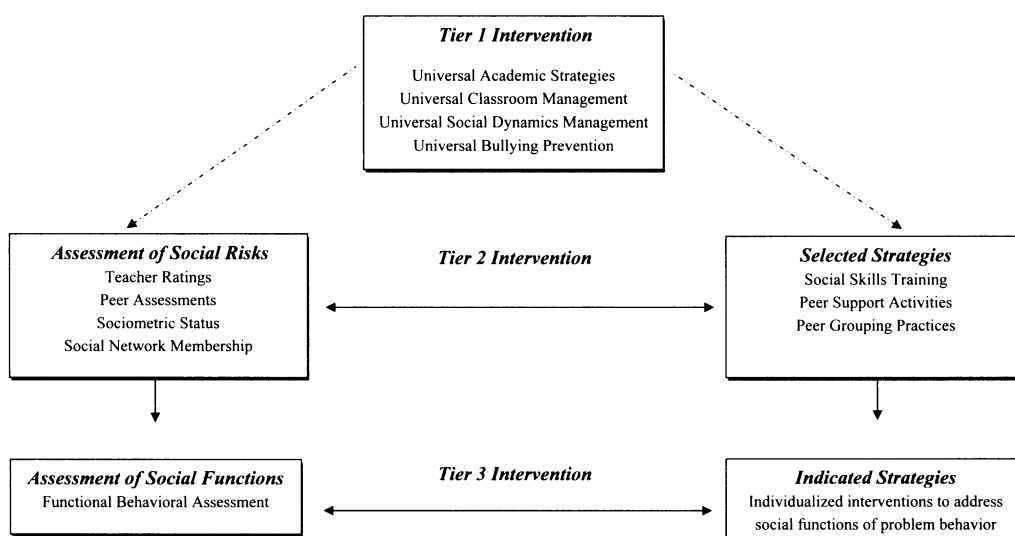 Tier 1 Intervention
Universal Academic Strategies
Universal Classroom Management
Universal Social Dynamics Management
Universal Bullying Prevention
Assessment of Social Risks
Teacher Ratings
Peer Assessments
Sociometric Status
Social Network Membership
Tier 2 Intervention
Selected Strategies
Social Skills Training
Peer Support Activities
Peer Grouping Practices
Assessment of Social Functions
Functional Behavioral Assessment
Tier 3 Intervention
Indicated Strategies
Individualized interventions to address
social functions of problem behavior